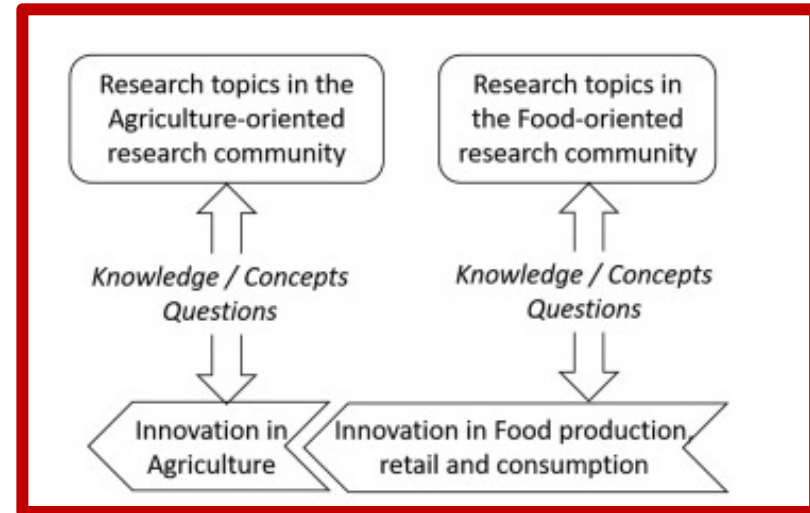 Research topics in the
Agriculture-oriented
research community
Research topics in
the Food-oriented
research community
Knowledge / Concepts
Questions
Knowledge / Concepts
Questions
Innovation in
Agriculture
Innovation in Food production,
retail and consumption